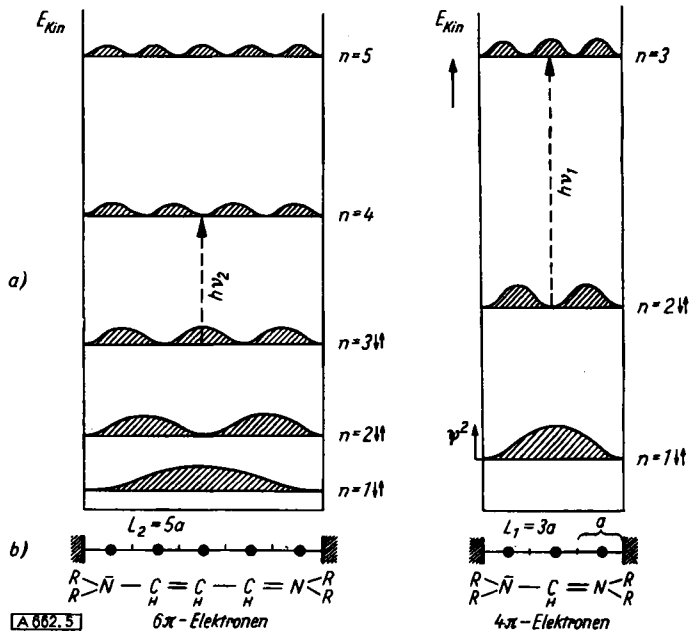 E_Kin
n=5
n=4
hν₂
n=3↓↑
n=2↓↑
n=1↓↑
a)
E_Kin
n=3
hν₁
n=2↓↑
ψ²
n=1↓↑
b)
L₂=5a
R
R >N̄ — C = C — C = N< R
R
H H H
6π-Elektronen
L₁=3a
a
R
R >N̄ — C = N< R
R
H
4π-Elektronen
A 662.5